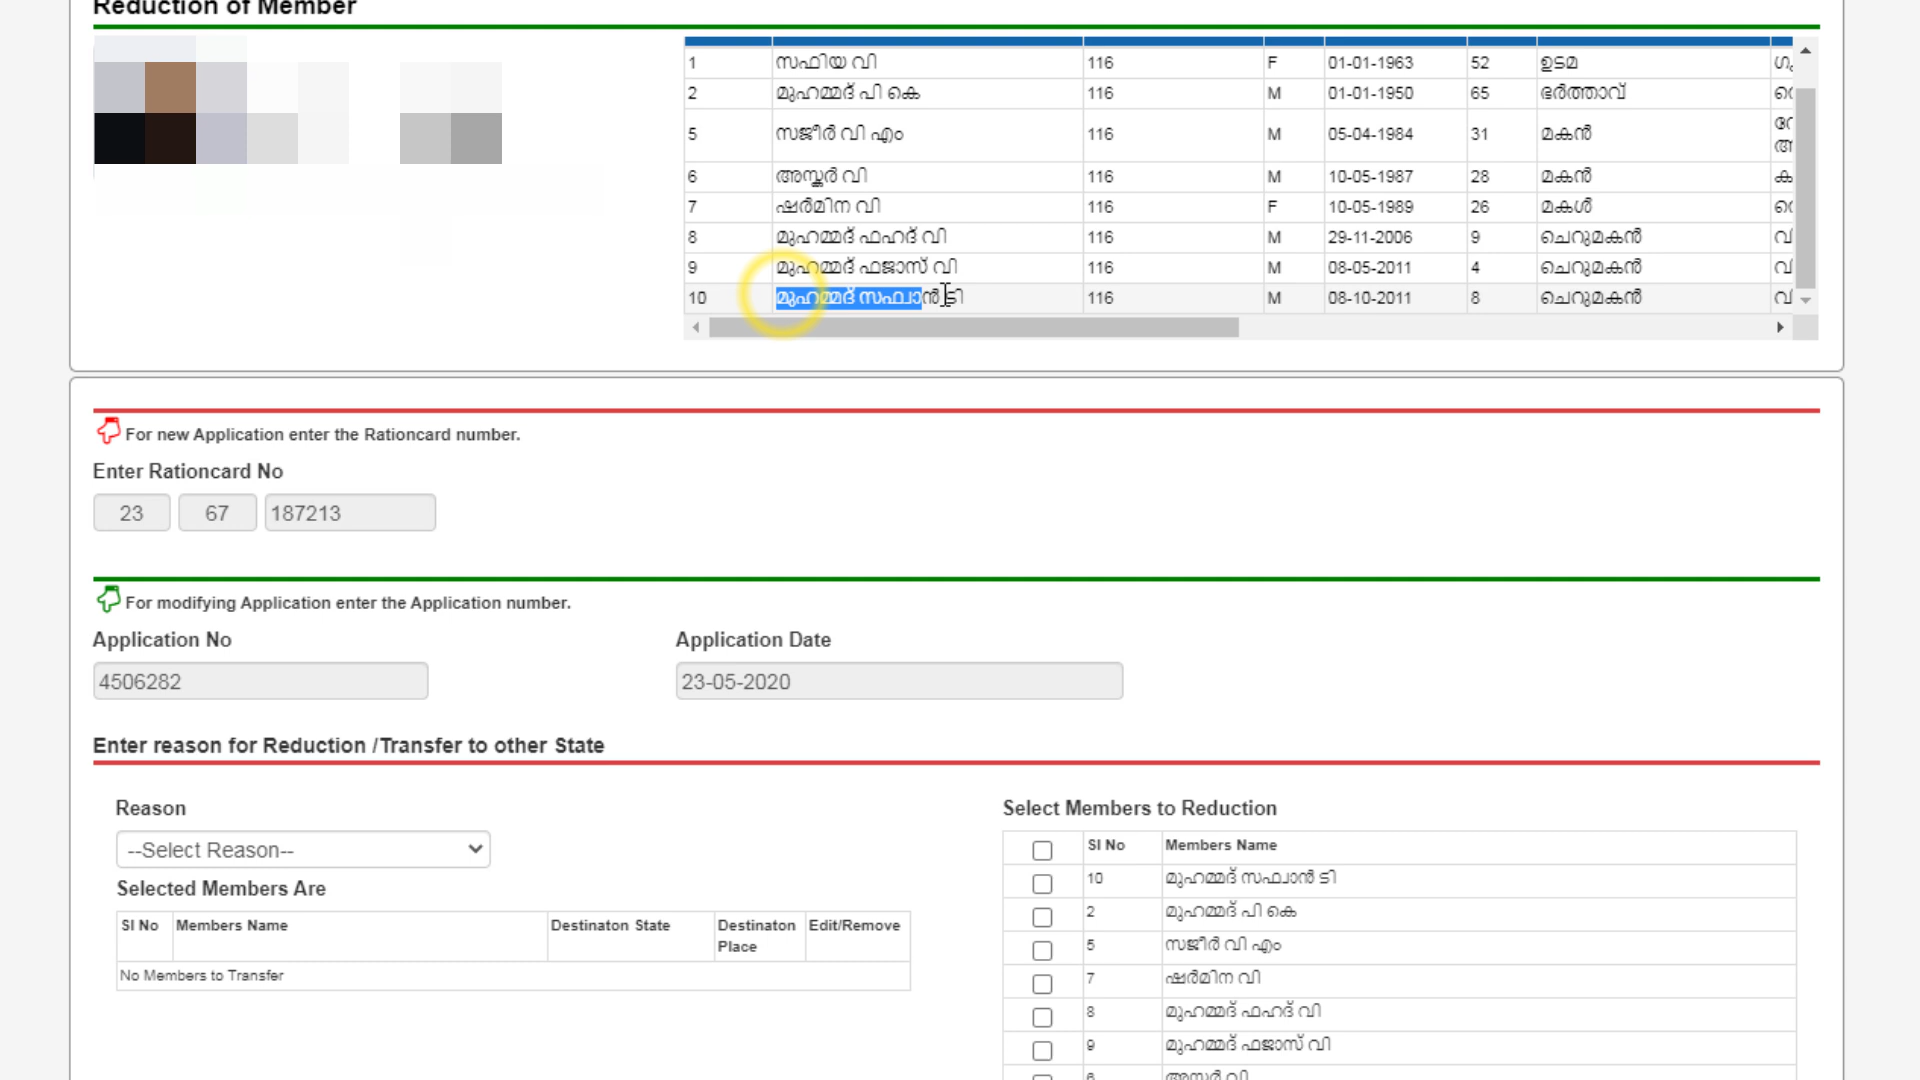 Reduction of Member
1 സഫിയ വി 116 F 01-01-1963 52 ഉടമ
2 മുഹമ്മദ് പി കെ 116 M 01-01-1950 65 ഭർത്താവ്
5 സജീർ വി എം 116 M 05-04-1984 31 മകൻ
6 അസ്കർ വി 116 M 10-05-1987 28 മകൻ
7 ഷർമിന വി 116 F 10-05-1989 26 മകൾ
8 മുഹമ്മദ് ഫഹദ് വി 116 M 29-11-2006 9 ചെറുമകൻ
9 മുഹമ്മദ് ഫജാസ് വി 116 M 08-05-2011 4 ചെറുമകൻ
10 മുഹമ്മദ് സഫ്വാൻ ടി 116 M 08-10-2011 8 ചെറുമകൻ
For new Application enter the Rationcard number.
Enter Rationcard No
23 67 187213
For modifying Application enter the Application number.
Application No Application Date
4506282 23-05-2020
Enter reason for Reduction /Transfer to other State
Reason Select Members to Reduction
--Select Reason--
Selected Members Are
Sl No Members Name Destinaton State Destinaton Place Edit/Remove
No Members to Transfer
Sl No Members Name
10 മുഹമ്മദ് സഫ്വാൻ ടി
2 മുഹമ്മദ് പി കെ
5 സജീർ വി എം
7 ഷർമിന വി
8 മുഹമ്മദ് ഫഹദ് വി
9 മുഹമ്മദ് ഫജാസ് വി